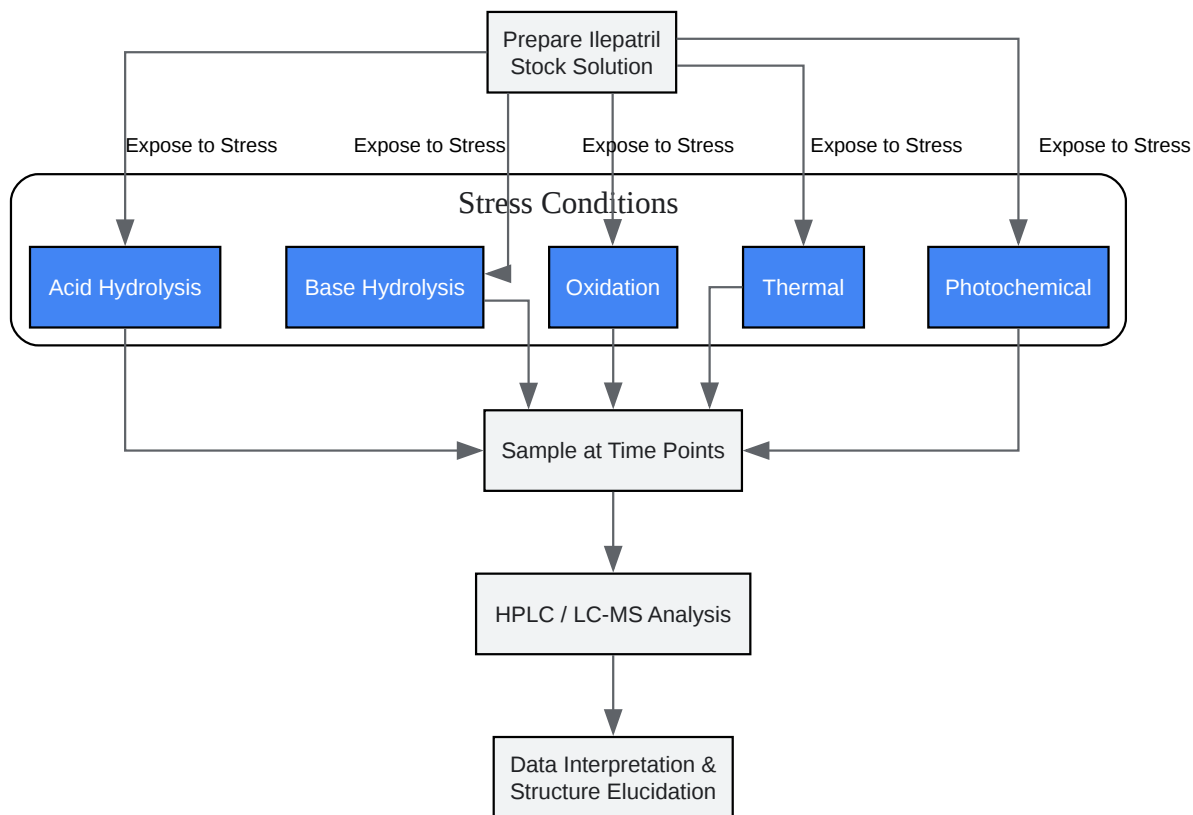 Prepare Ilepatril
Stock Solution
Expose to Stress
Expose to Stress
Expose to Stress
Expose to Stress
Expose to Stress
Stress Conditions
Acid Hydrolysis
Base Hydrolysis
Oxidation
Thermal
Photochemical
Sample at Time Points
HPLC / LC-MS Analysis
Data Interpretation &
Structure Elucidation